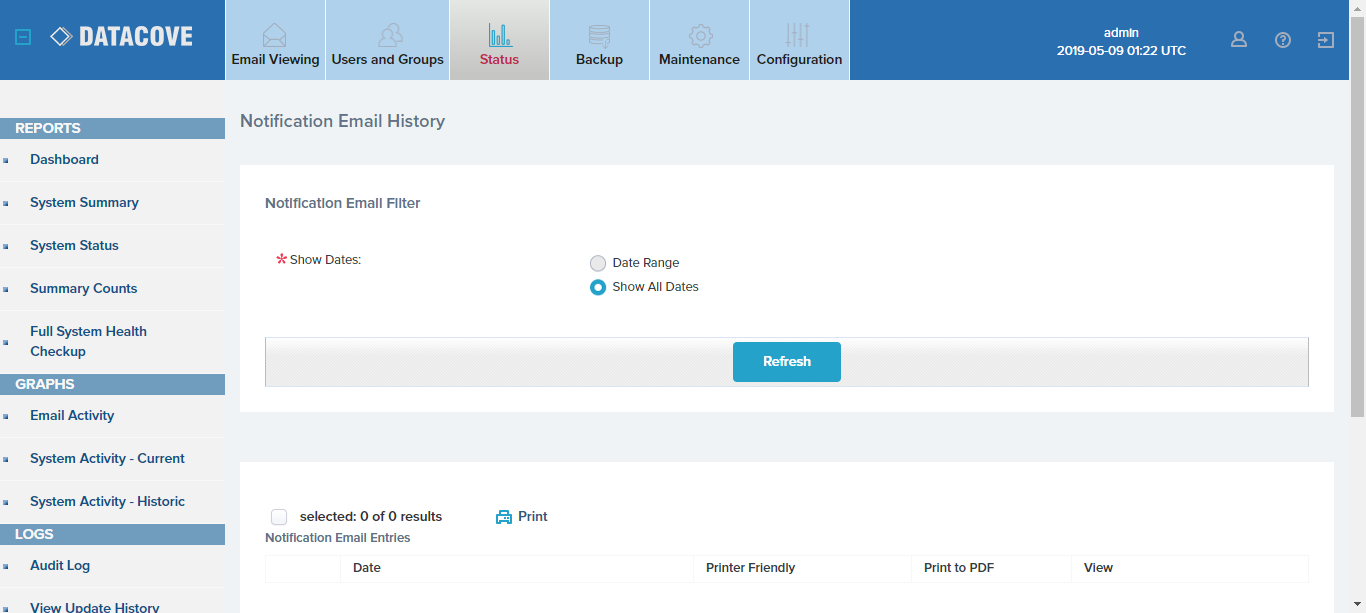 DATACOVE
Email Viewing
Users and Groups
Status
Backup
Maintenance
Configuration
admin
2019-05-09 01:22 UTC
REPORTS
Dashboard
System Summary
System Status
Summary Counts
Full System Health
Checkup
GRAPHS
Email Activity
System Activity - Current
System Activity - Historic
LOGS
Audit Log
View Update History
Notification Email History
Notification Email Filter
*Show Dates:
Date Range
Show All Dates
Refresh
selected: 0 of 0 results
Print
Notification Email Entries
Date
Printer Friendly
Print to PDF
View